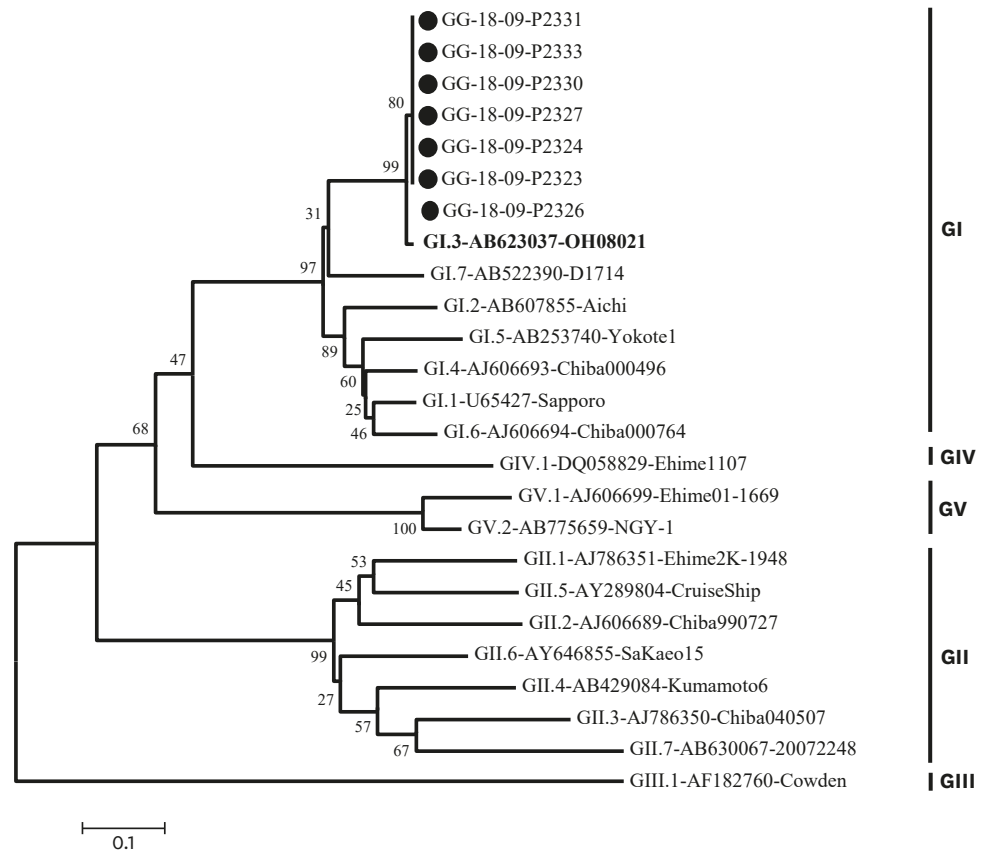 GG-18-09-P2331
GG-18-09-P2333
GG-18-09-P2330
GG-18-09-P2327
80
GG-18-09-P2324
GG-18-09-P2323
99
GG-18-09-P2326
31
GI.3-AB623037-OH08021
GI
GI.7-AB522390-D1714
97
GI.2-AB607855-Aichi
GI.5-AB253740-Yokote1
89
GI.4-AJ606693-Chiba000496
47
60
GI.1-U65427-Sapporo
25
GI.6-AJ606694-Chiba000764
46
68
GIV.1-DQ058829-Ehime1107
GIV
GV.1-AJ606699-Ehime01-1669
GV
GV.2-AB775659-NGY-1
100
GII.1-AJ786351-Ehime2K-1948
53
GII.5-AY289804-CruiseShip
45
GII.2-AJ606689-Chiba990727
GII.6-AY646855-SaKaeo15
99
GII
GII.4-AB429084-Kumamoto6
27
GII.3-AJ786350-Chiba040507
57
GII.7-AB630067-20072248
67
GIII.1-AF182760-Cowden
GIII
0.1